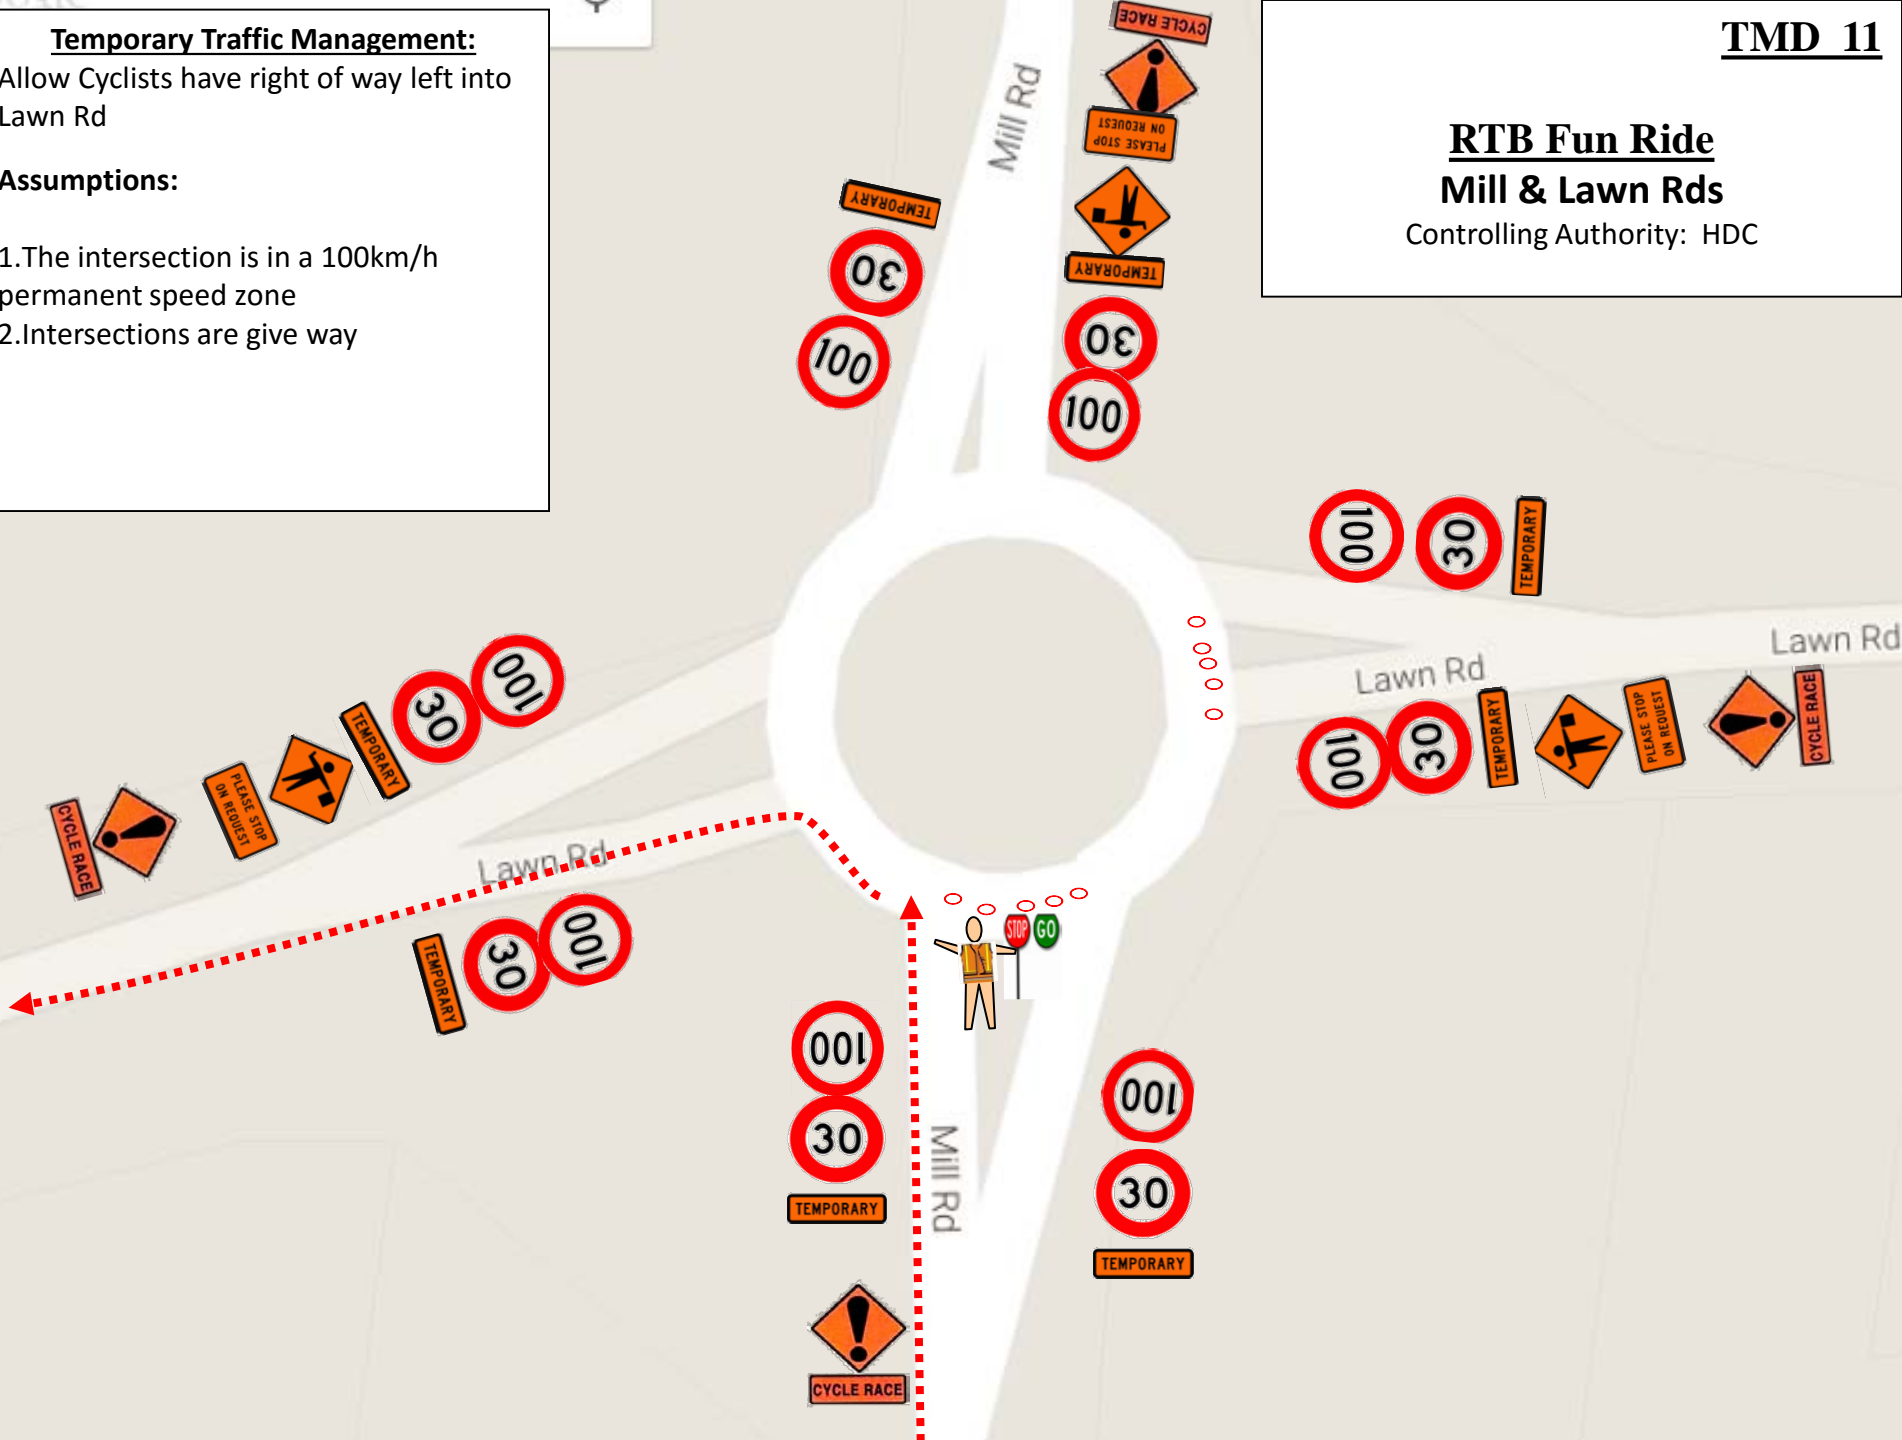 Temporary Traffic Management:
Allow Cyclists have right of way left into
Lawn Rd
Assumptions:
1.The intersection is in a 100km/h
permanent speed zone
2.Intersections are give way
TMD 11
RTB Fun Ride
Mill & Lawn Rds
Controlling Authority: HDC
CYCLE RACE
Mill Rd
PLEASE STOP
ON REQUEST
TEMPORARY
30
100
TEMPORARY
30
100
100
30
TEMPORARY
Lawn Rd
Lawn Rd
100
30
TEMPORARY
PLEASE STOP
ON REQUEST
CYCLE RACE
CYCLE RACE
PLEASE STOP
ON REQUEST
TEMPORARY
30
100
Lawn Rd
TEMPORARY
30
100
STOP
GO
100
30
TEMPORARY
Mill Rd
100
30
TEMPORARY
CYCLE RACE